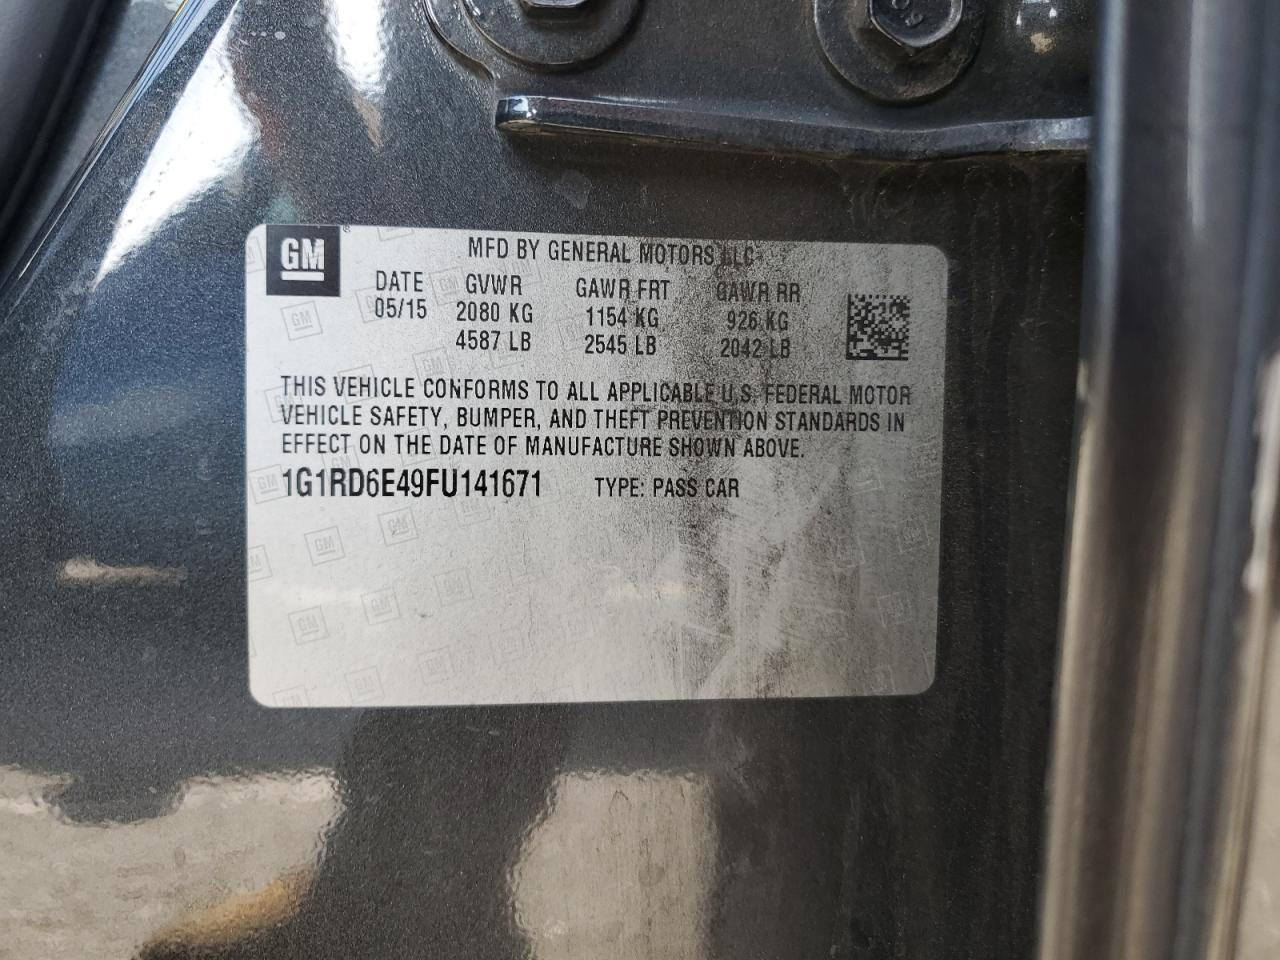 GM
MFD BY GENERAL MOTORS LLC
DATE GVWR GAWR FRT GAWR RR
05/15 2080 KG 1154 KG 926 KG
4587 LB 2545 LB 2042 LB
THIS VEHICLE CONFORMS TO ALL APPLICABLE U.S. FEDERAL MOTOR
VEHICLE SAFETY, BUMPER, AND THEFT PREVENTION STANDARDS IN
EFFECT ON THE DATE OF MANUFACTURE SHOWN ABOVE.
1G1RD6E49FU141671 TYPE: PASS CAR